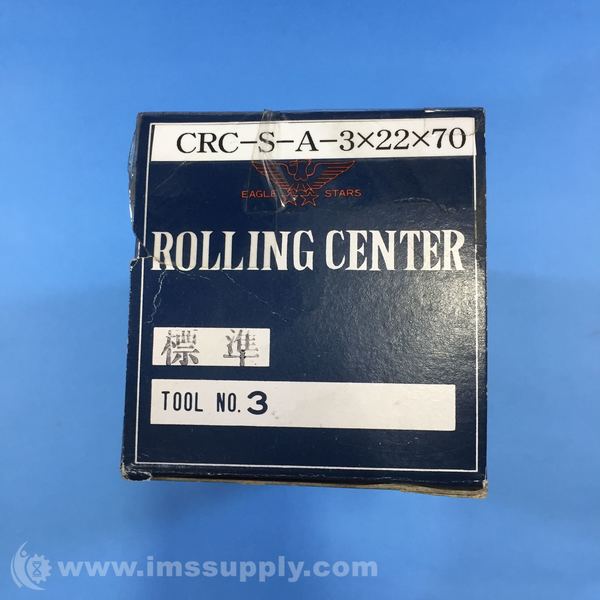 CRC-S-A-3×22×70
EAGLE STARS
ROLLING CENTER
標準
TOOL NO. 3
www.imssupply.com